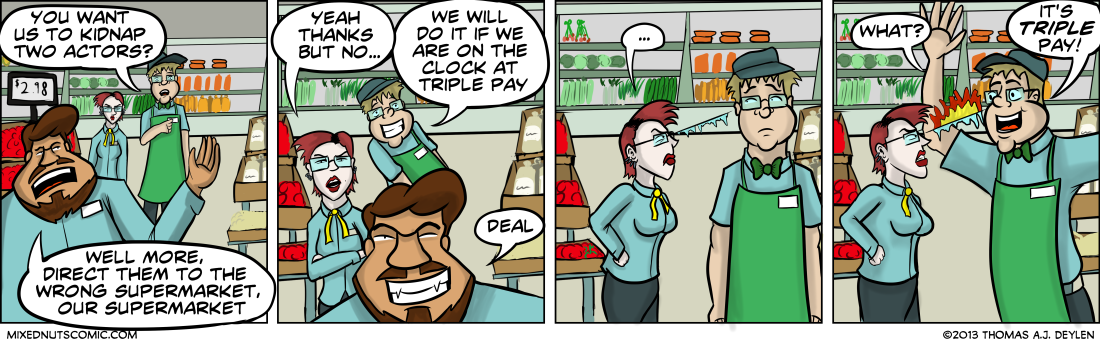 YOU WANT
US TO KIDNAP
TWO ACTORS?
$2.98
WELL MORE,
DIRECT THEM TO THE
WRONG SUPERMARKET,
OUR SUPERMARKET
YEAH
THANKS
BUT NO...
WE WILL
DO IT IF WE
ARE ON THE
CLOCK AT
TRIPLE PAY
DEAL
...
WHAT?
IT'S
TRIPLE
PAY!
MIXEDNUTSCOMIC.COM
©2013 THOMAS A.J. DEYLEN